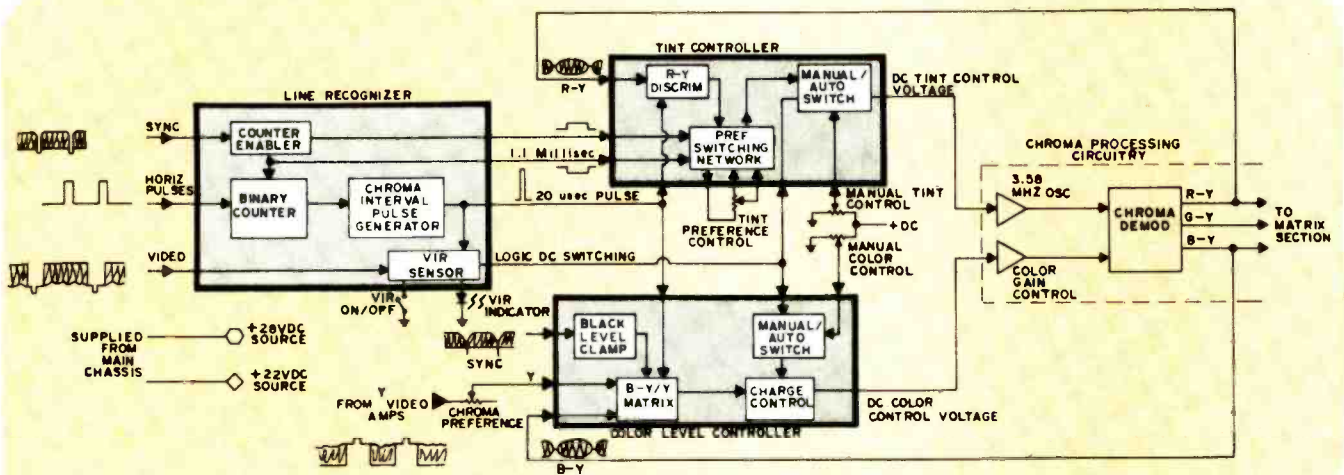 TINT CONTROLLER
R-Y
R-Y
DISCRIM
MANUAL/
AUTO
SWITCH
DC TINT CONTROL
VOLTAGE
PREF
SWITCHING
NETWORK
LINE RECOGNIZER
SYNC
COUNTER
ENABLER
1.1 Millisec
HORIZ
PULSES
BINARY
COUNTER
CHROMA
INTERVAL
PULSE
GENERATOR
20 usec PULSE
VIDEO
VIR
SENSOR
LOGIC DC SWITCHING
TINT
PREFERENCE
CONTROL
MANUAL TINT
CONTROL
+DC
MANUAL
COLOR
CONTROL
CHROMA PROCESSING
CIRCUITRY
3.58
MHZ OSC
CHROMA
DEMOD
R-Y
G-Y
B-Y
TO
MATRIX
SECTION
COLOR
GAIN
CONTROL
VIR
ON/OFF
VIR
INDICATOR
SUPPLIED
FROM
MAIN
CHASSIS
+28VDC
SOURCE
+22VDC
SOURCE
SYNC
BLACK
LEVEL
CLAMP
MANUAL/
AUTO
SWITCH
Y
B-Y/Y
MATRIX
CHARGE
CONTROL
DC COLOR
CONTROL VOLTAGE
Y
FROM VIDEO
AMPS
CHROMA
PREFERENCE
COLOR LEVEL CONTROLLER
B-Y